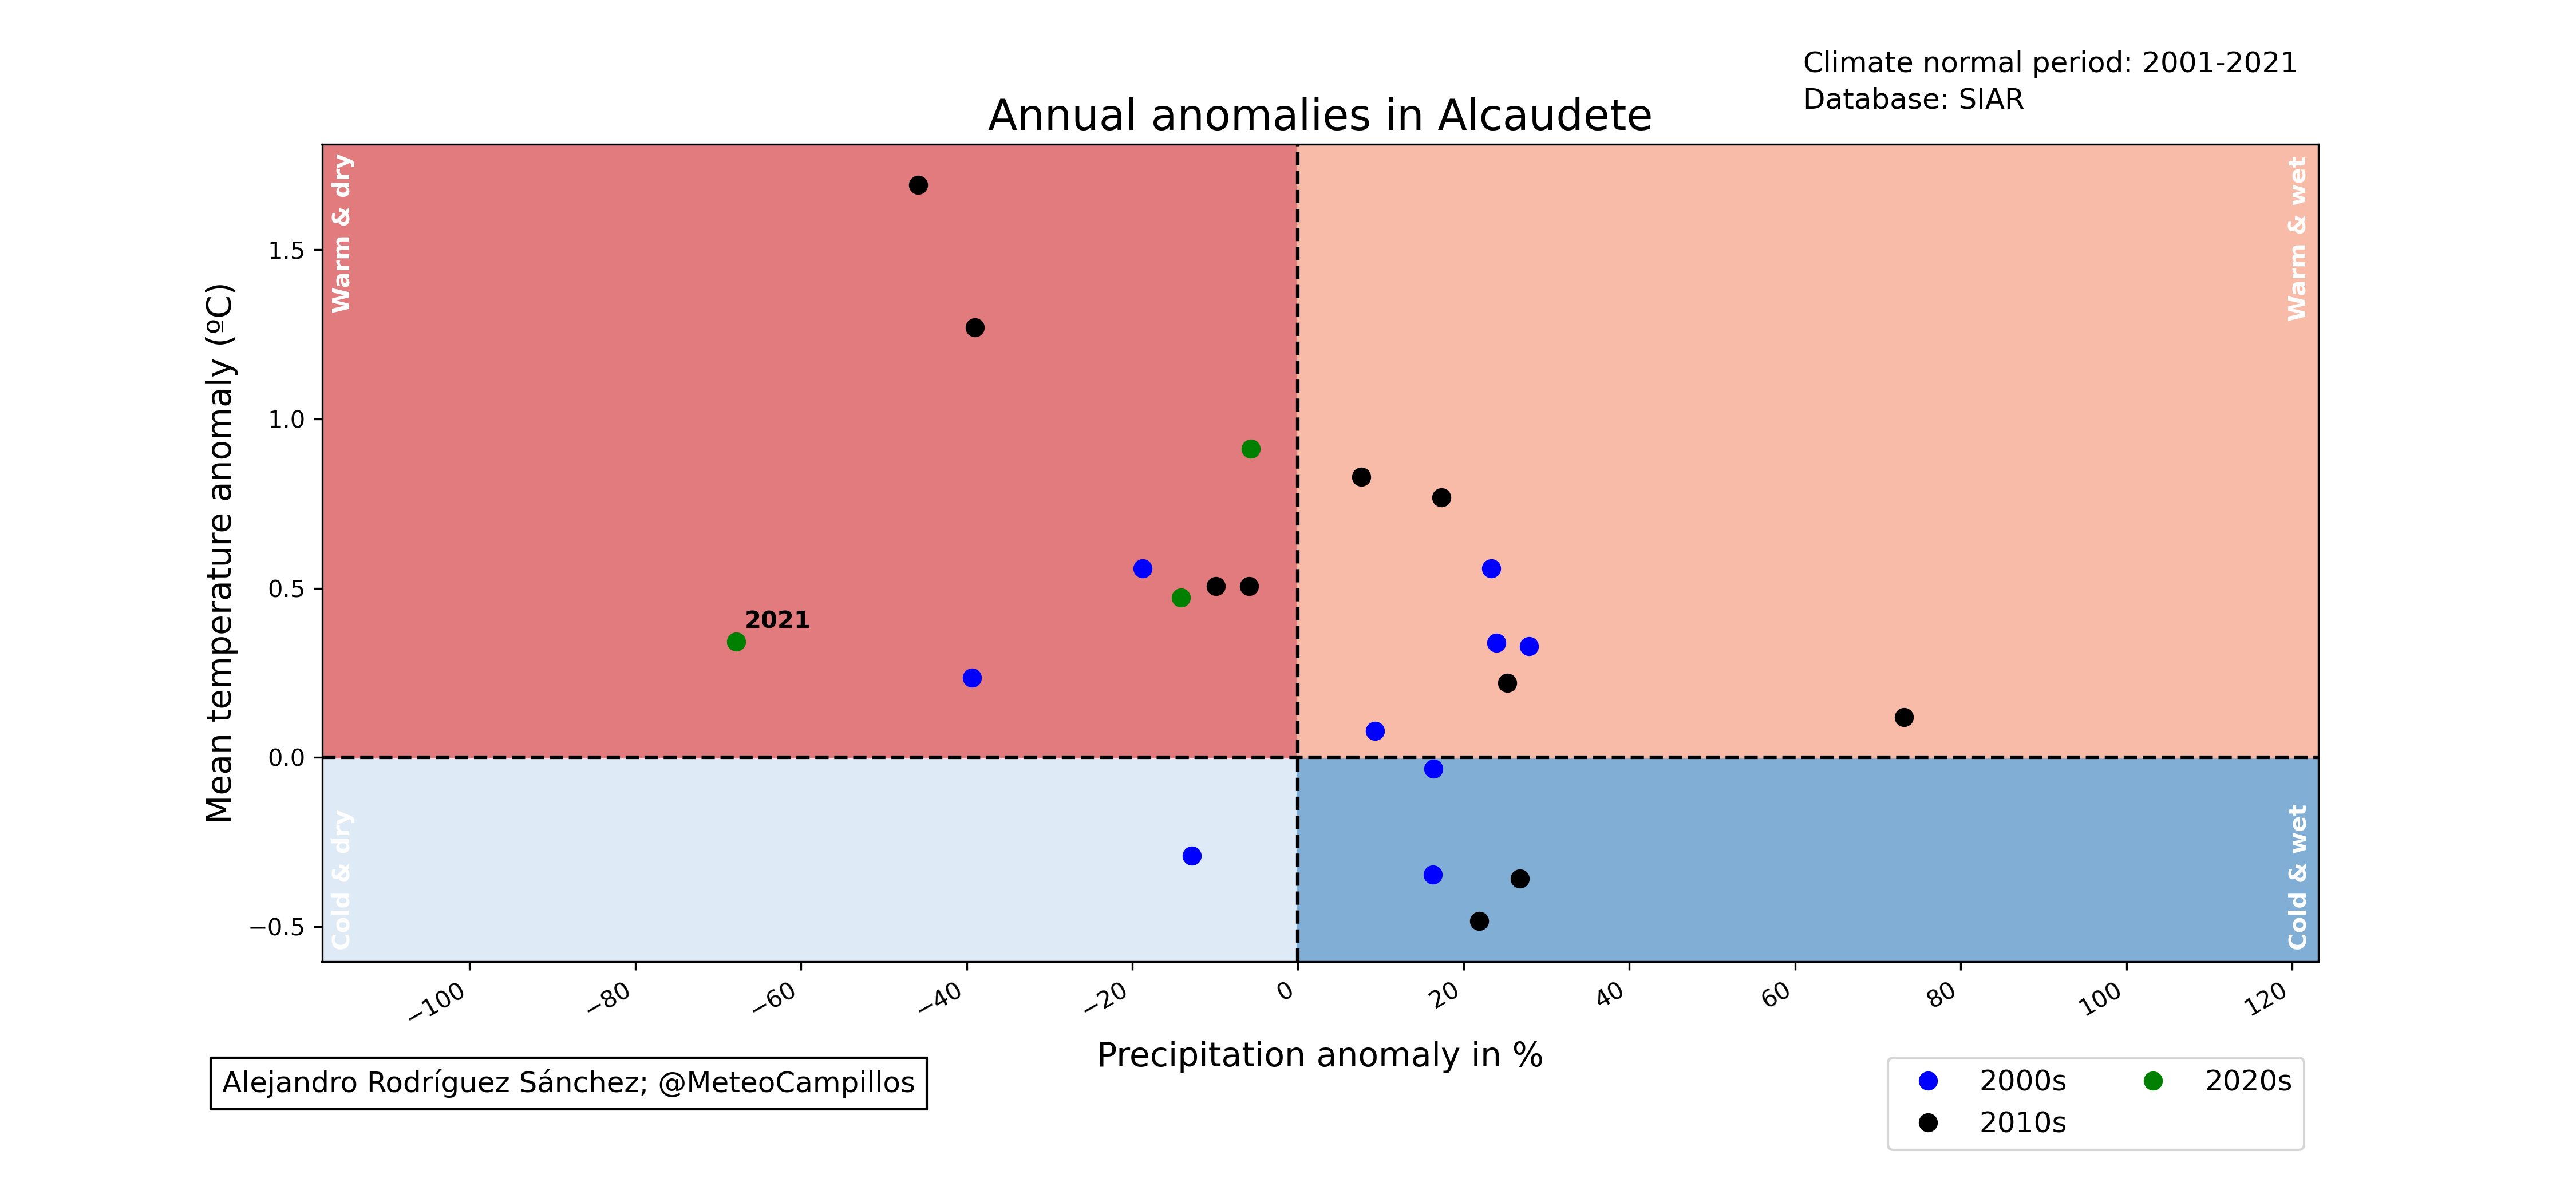 Climate normal period: 2001-2021
Database: SIAR
Annual anomalies in Alcaudete
Warm & dry
Warm & wet
Mean temperature anomaly (ºC)
1.5
1.0
0.5
0.0
−0.5
2021
Cold & dry
Cold & wet
−100
−80
−60
−40
−20
0
20
40
60
80
100
120
Precipitation anomaly in %
Alejandro Rodríguez Sánchez; @MeteoCampillos
2000s
2010s
2020s